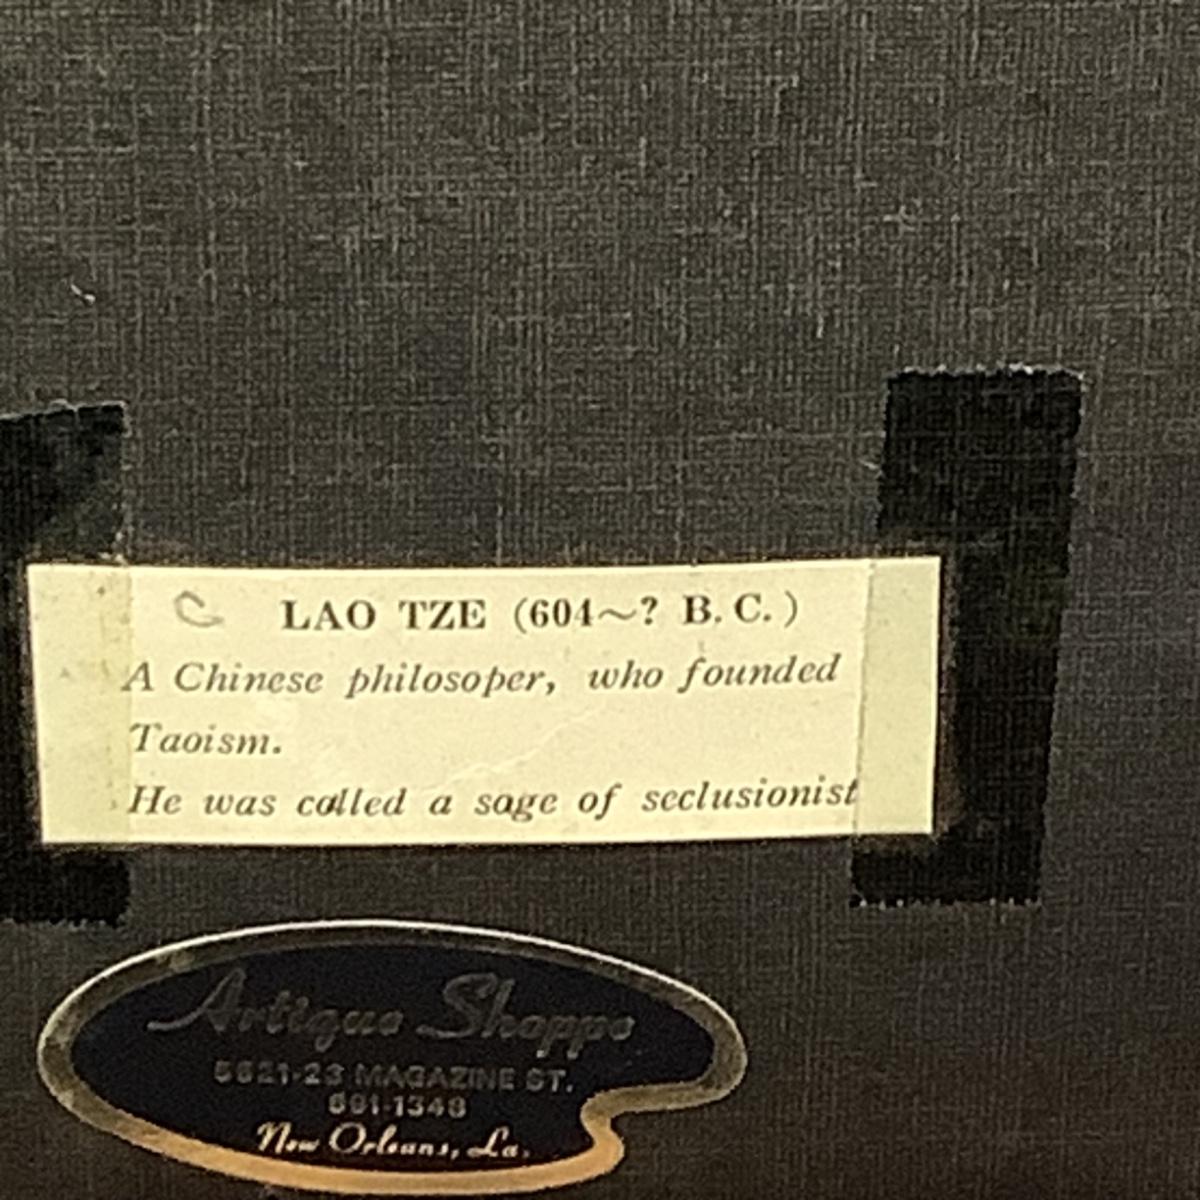 LAO TZE (604~? B. C.)
A Chinese philosoper, who founded
Taoism.
He was called a sage of seclusionist
Artique Shoppe
5621-23 MAGAZINE ST.
891-1348
New Orleans, La.